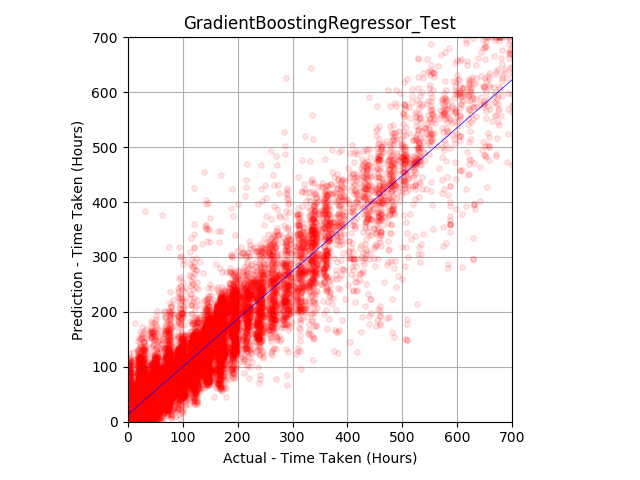 GradientBoostingRegressor_Test
700
600
500
400
300
200
100
0
Prediction - Time Taken (Hours)
0 100 200 300 400 500 600 700
Actual - Time Taken (Hours)